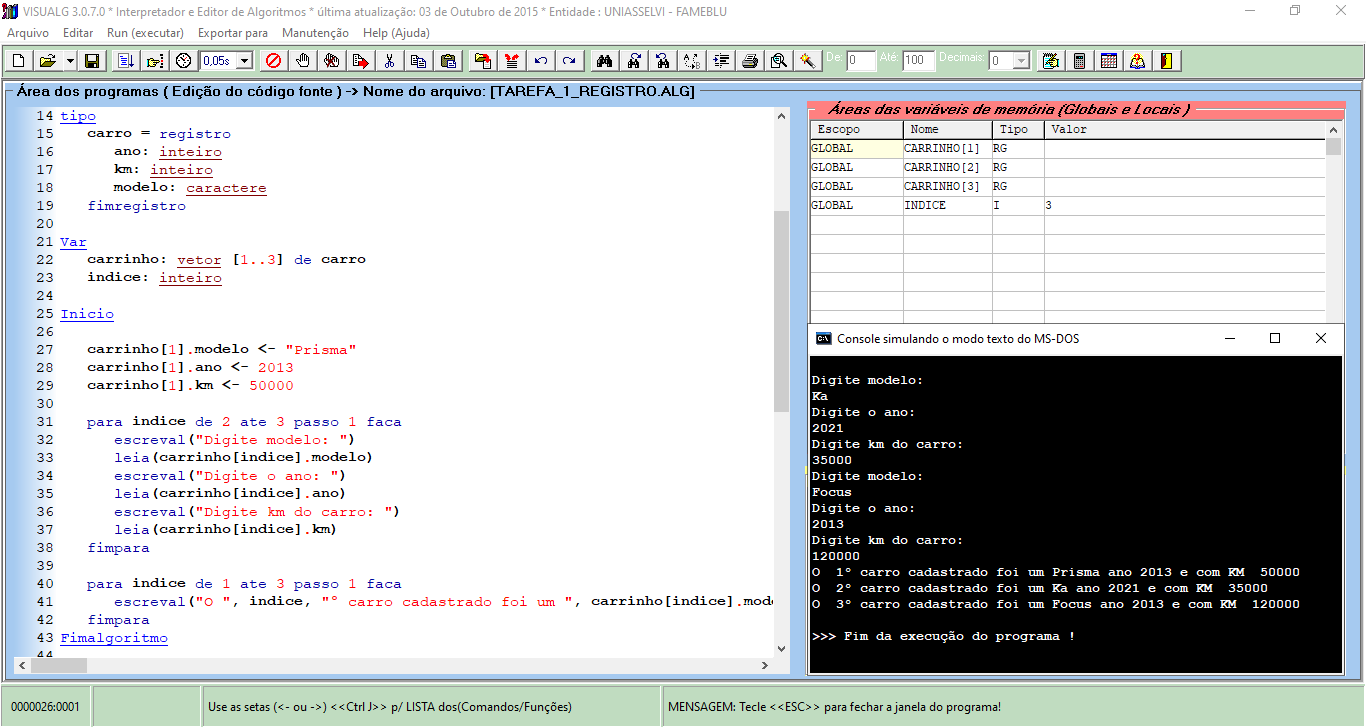 VISUALG 3.0.7.0 * Interpretador e Editor de Algoritmos * última atualização: 03 de Outubro de 2015 * Entidade : UNIASSELVI - FAMEBLU
Arquivo Editar Run (executar) Exportar para Manutenção Help (Ajuda)
0,05s De: 0 Até: 100 Decimais: 0
Área dos programas ( Edição do código fonte ) -> Nome do arquivo: [TAREFA_1_REGISTRO.ALG]
14 tipo
15 carro = registro
16 ano: inteiro
17 km: inteiro
18 modelo: caractere
19 fimregistro
20
21 Var
22 carrinho: vetor [1..3] de carro
23 indice: inteiro
24
25 Inicio
26
27 carrinho[1].modelo <- "Prisma"
28 carrinho[1].ano <- 2013
29 carrinho[1].km <- 50000
30
31 para indice de 2 ate 3 passo 1 faca
32 escreval("Digite modelo: ")
33 leia(carrinho[indice].modelo)
34 escreval("Digite o ano: ")
35 leia(carrinho[indice].ano)
36 escreval("Digite km do carro: ")
37 leia(carrinho[indice].km)
38 fimpara
39
40 para indice de 1 ate 3 passo 1 faca
41 escreval("O ", indice, "° carro cadastrado foi um ", carrinho[indice].mode
42 fimpara
43 Fimalgoritmo
44
Áreas das variáveis de memória (Globais e Locais )
Escopo Nome Tipo Valor
GLOBAL CARRINHO[1] RG
GLOBAL CARRINHO[2] RG
GLOBAL CARRINHO[3] RG
GLOBAL INDICE I 3
C:\ Console simulando o modo texto do MS-DOS
Digite modelo:
Ka
Digite o ano:
2021
Digite km do carro:
35000
Digite modelo:
Focus
Digite o ano:
2013
Digite km do carro:
120000
O 1° carro cadastrado foi um Prisma ano 2013 e com KM 50000
O 2° carro cadastrado foi um Ka ano 2021 e com KM 35000
O 3° carro cadastrado foi um Focus ano 2013 e com KM 120000
>>> Fim da execução do programa !
0000026:0001 Use as setas (<- ou ->) <<Ctrl J>> p/ LISTA dos(Comandos/Funções) MENSAGEM: Tecle <<ESC>> para fechar a janela do programa!